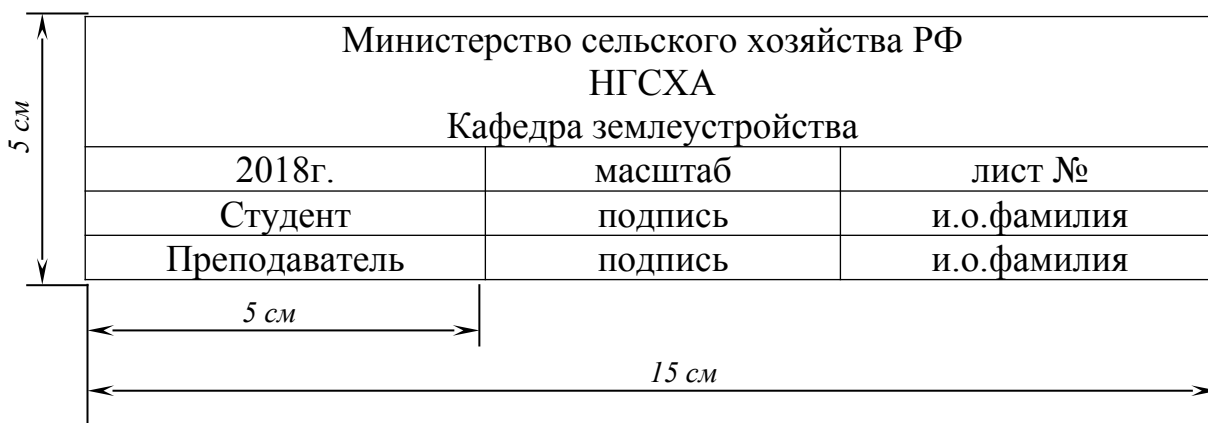 Министерство сельского хозяйства РФ
НГСХА
Кафедра землеустройства
5 см
2018г. масштаб лист №
Студент подпись и.о.фамилия
Преподаватель подпись и.о.фамилия
5 см
15 см